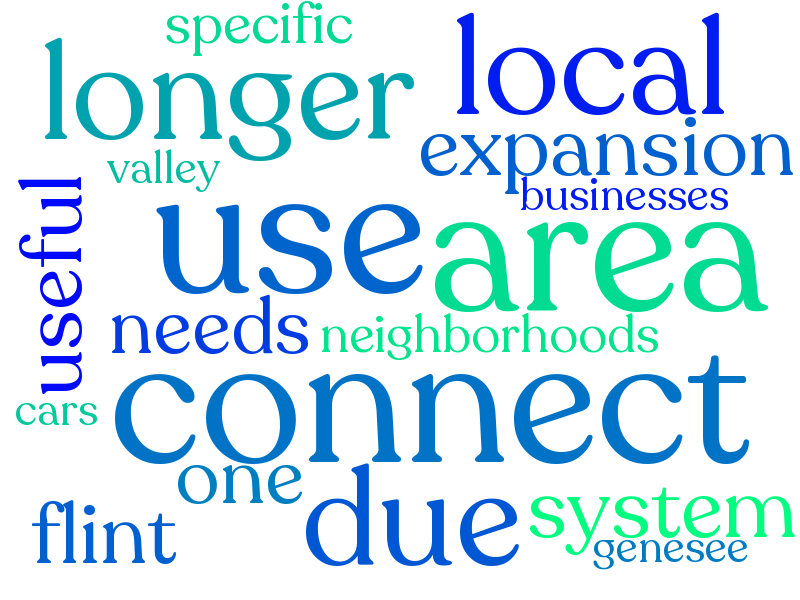 specific
longer
local
expansion
valley
businesses
useful
use
area
needs
neighborhoods
connect
cars
one
due
system
flint
genesee